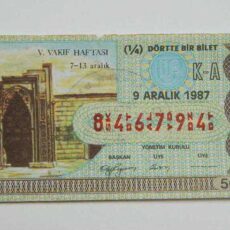 V. VAKIF HAFTASI
7-13 aralık
(¼) DÖRTTE BİR BİLET
K-A
9 ARALIK 1987
846794
YÖNETİM KURULU
BAŞKAN ÜYE ÜYE